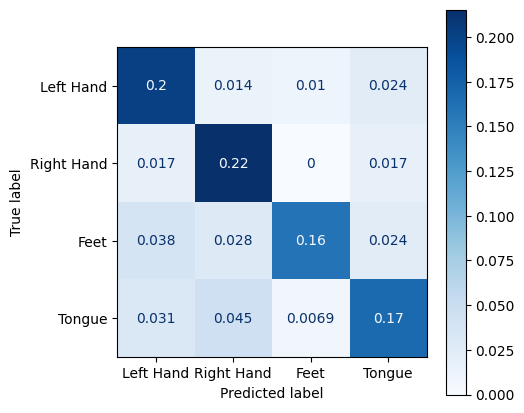 0.200
0.175
0.150
0.125
0.100
0.075
0.050
0.025
0.000
Left Hand 0.2 0.014 0.01 0.024
Right Hand 0.017 0.22 0 0.017
Feet 0.038 0.028 0.16 0.024
Tongue 0.031 0.045 0.0069 0.17
Left Hand Right Hand Feet Tongue
Predicted label
True label